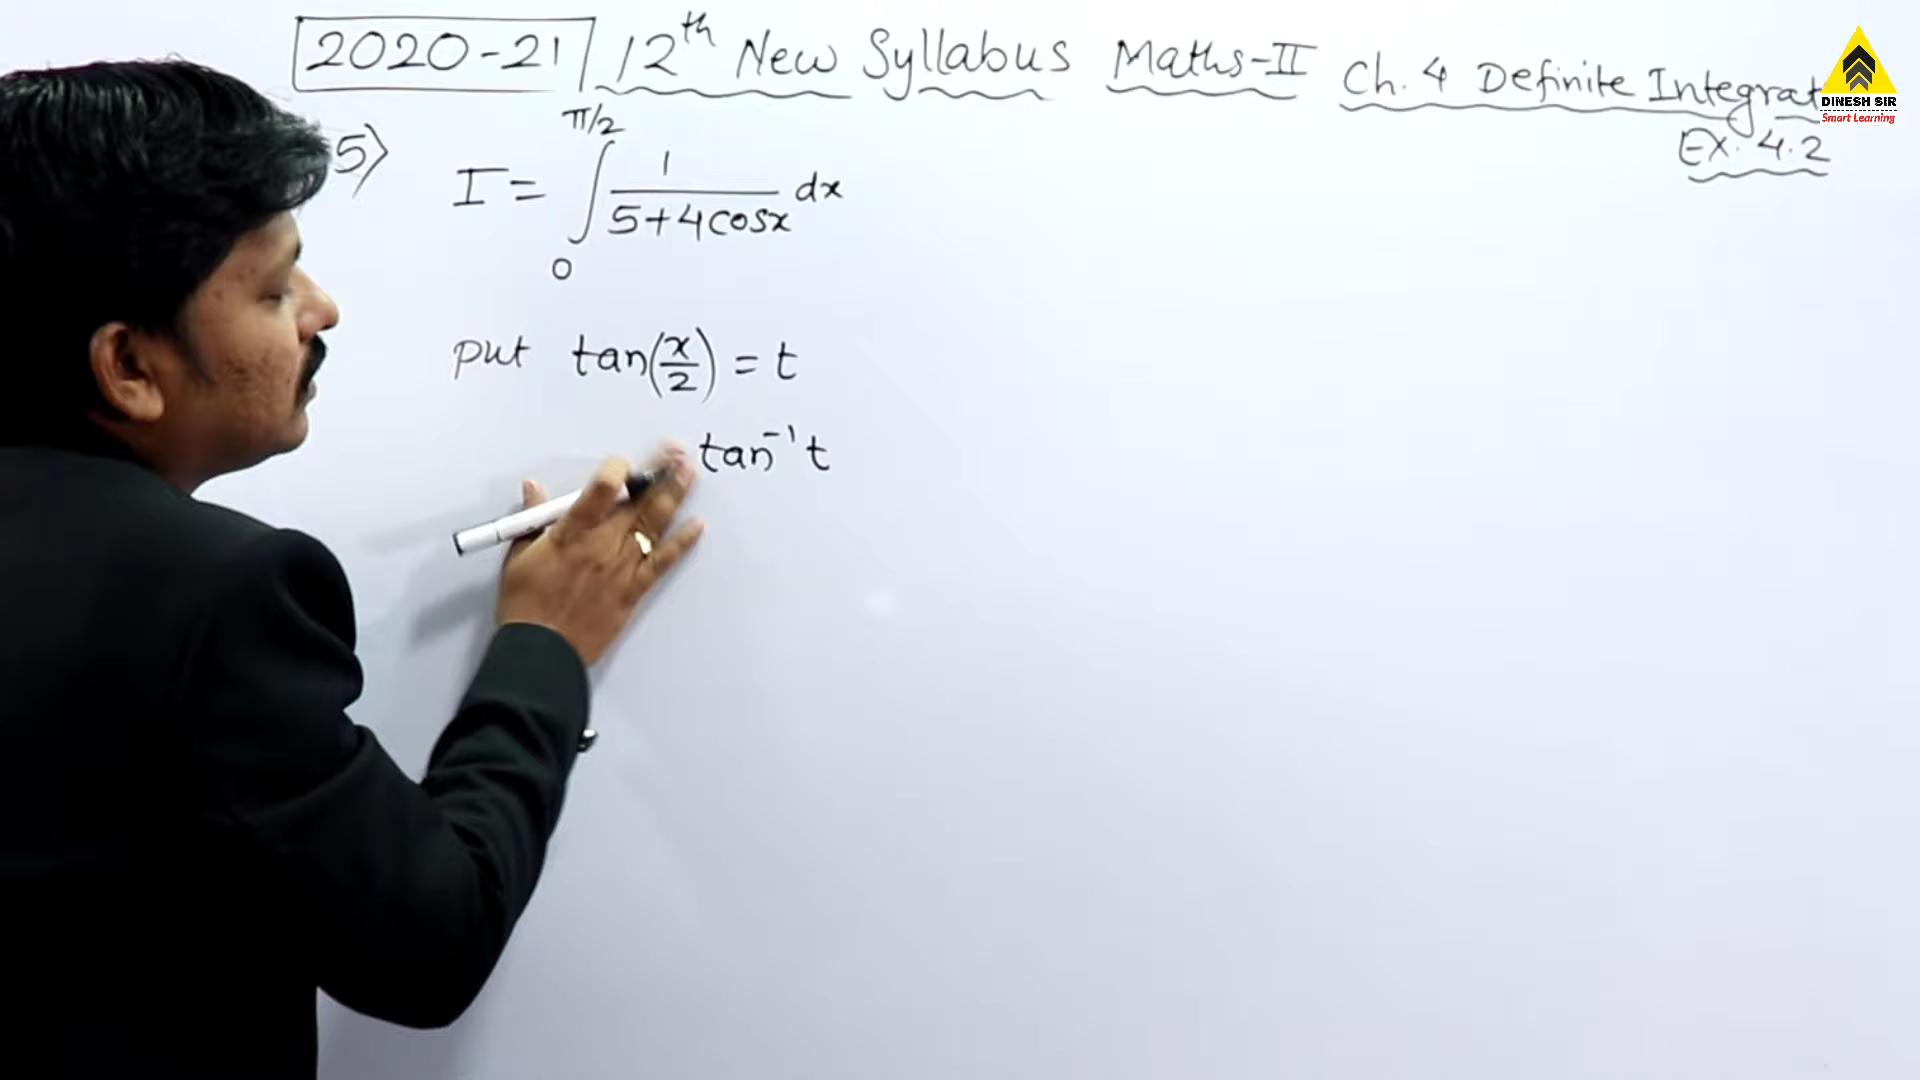 2020-21 12th New Syllabus Maths-II Ch. 4 Definite Integrat
DINESH SIR
Smart Learning
Ex. 4.2
5) I = ∫₀^π/2 1/(5+4cosx) dx
put tan(x/2) = t
tan⁻¹ t